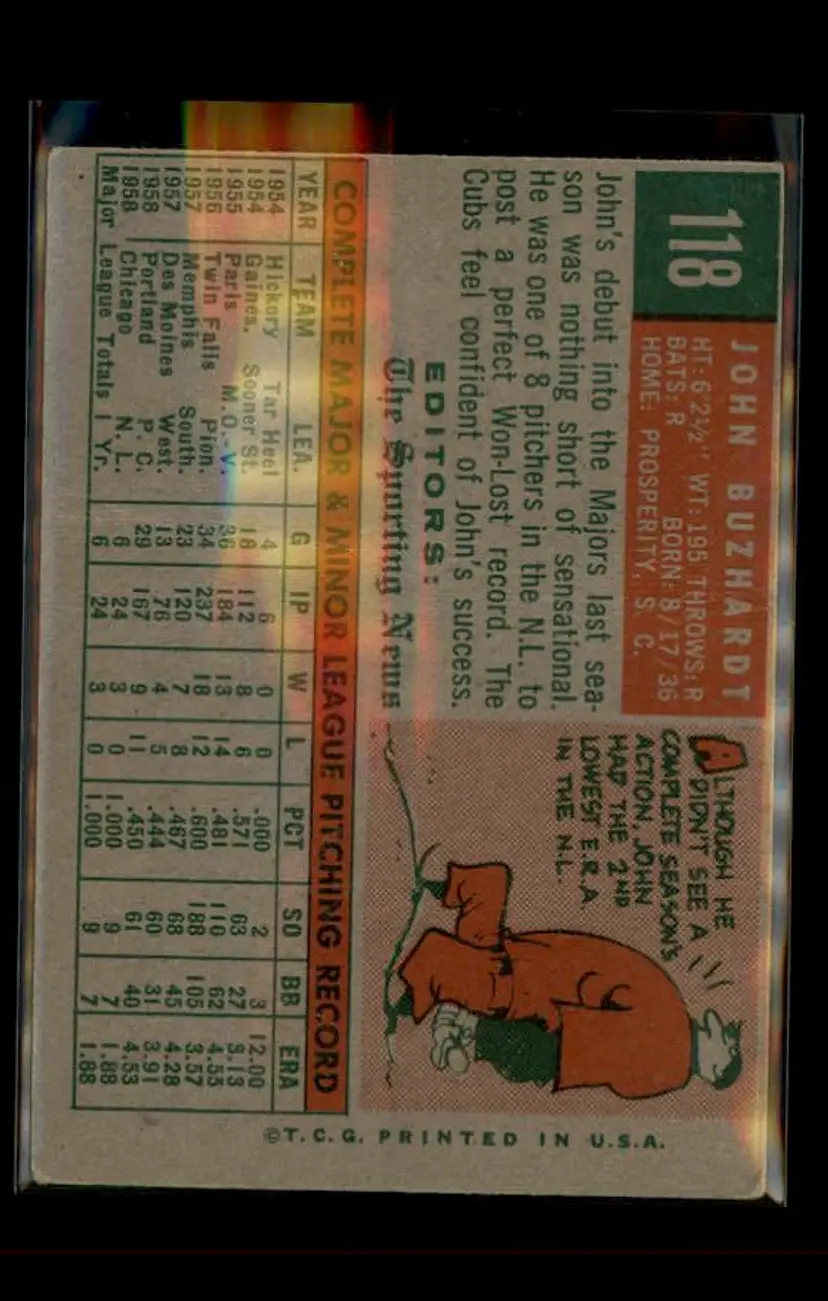 118
JOHN BUZHARDT
HT: 6'2½" WT: 195 THROWS: R
BATS: R BORN: 8/17/36
HOME: PROSPERITY, S. C.
John's debut into the Majors last sea-
son was nothing short of sensational.
He was one of 8 pitchers in the N.L. to
post a perfect Won-Lost record. The
Cubs feel confident of John's success.
EDITORS:
The Sporting News
ALTHOUGH HE
DIDN'T SEE A
COMPLETE SEASON'S
ACTION, JOHN
HAD THE 2ND
LOWEST E.R.A
IN THE N.L.
COMPLETE MAJOR & MINOR LEAGUE PITCHING RECORD
YEAR TEAM LEA. G IP W L PCT SO BB ERA
1954 Hickory Tar Heel 4 6 0 0 .000 2 3 12.00
1954 Gaines. Sooner St. 18 112 8 6 .571 63 27 3.13
1955 Paris M.O.-V. 36 184 13 14 .481 110 62 4.55
1956 Twin Falls Pion. 34 237 18 12 .600 188 105 3.57
1957 Memphis South. 23 120 7 8 .467 68 45 4.28
1957 Des Moines West. 13 76 4 5 .444 60 31 3.91
1958 Portland P. C. 29 167 9 11 .450 61 40 4.53
1958 Chicago N. L. 6 24 3 0 1.000 9 7 1.88
Major League Totals 1 Yr. 6 24 3 0 1.000 9 7 1.88
©T.C.G. PRINTED IN U.S.A.